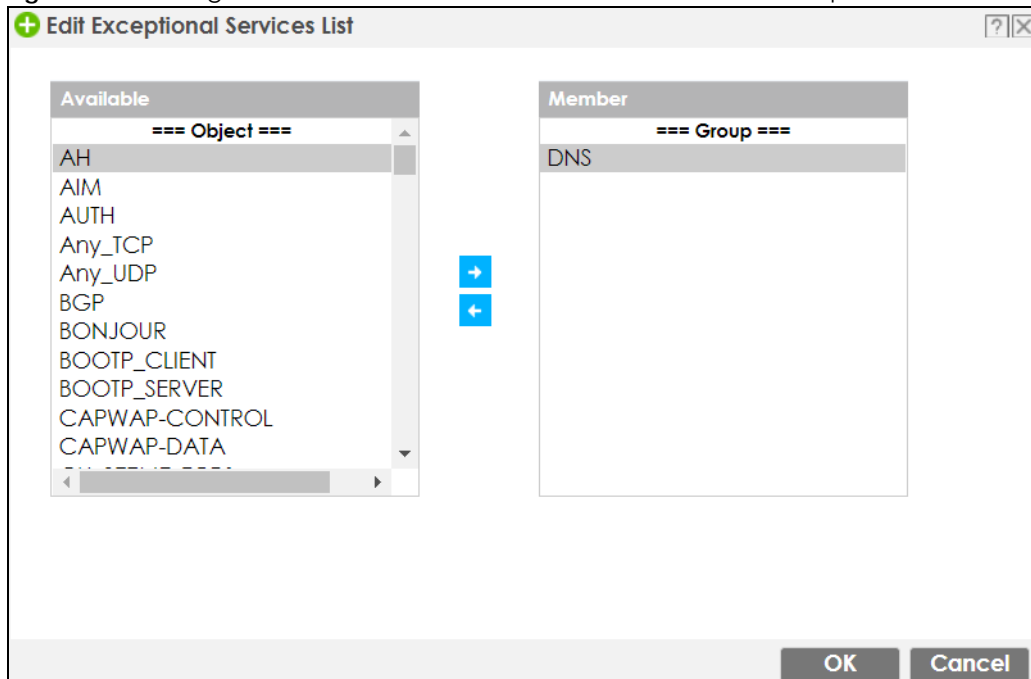 Edit Exceptional Services List
Available
=== Object ===
AH
AIM
AUTH
Any_TCP
Any_UDP
BGP
BONJOUR
BOOTP_CLIENT
BOOTP_SERVER
CAPWAP-CONTROL
CAPWAP-DATA
Member
=== Group ===
DNS
OK
Cancel